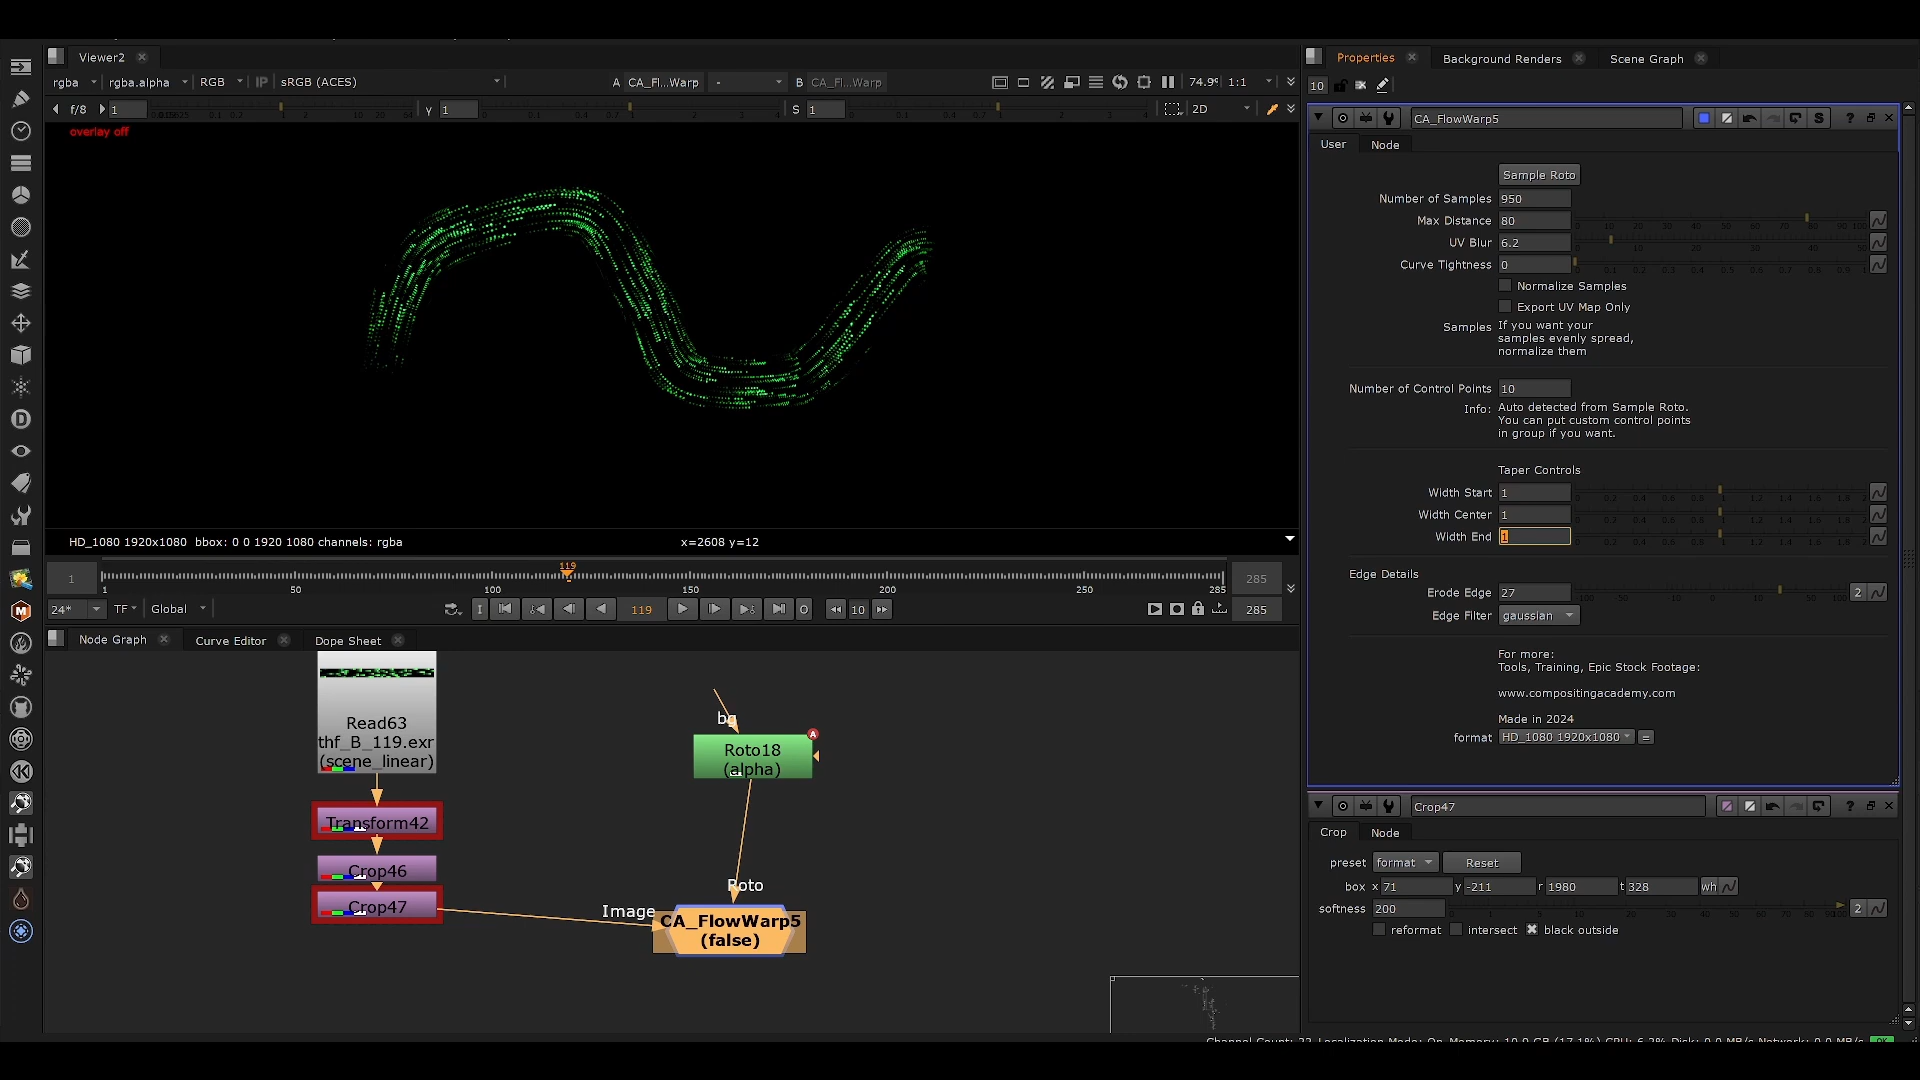 Viewer2
rgba rgba.alpha RGB IP sRGB (ACES) A CA_Fl...Warp - B CA_Fl...Warp 74.9% 1:1
f/8 1 Y 1 S 1 2D
overlay off
HD_1080 1920x1080 bbox: 0 0 1920 1080 channels: rgba
x=2608 y=12
1 119 285
1 50 100 150 200 250 285
24* TF Global 119 10 285
Node Graph Curve Editor Dope Sheet
Read63
thf_B_119.exr
(scene_linear)
Transform42
Crop46
Crop47
bg
Roto18
(alpha)
Roto
Image
CA_FlowWarp5
(false)
Properties Background Renders Scene Graph
10
CA_FlowWarp5 S ?
User Node
Sample Roto
Number of Samples 950
Max Distance 80
UV Blur 6.2
Curve Tightness 0
Normalize Samples
Export UV Map Only
Samples If you want your
samples evenly spread,
normalize them
Number of Control Points 10
Info: Auto detected from Sample Roto.
You can put custom control points
in group if you want.
Taper Controls
Width Start 1
Width Center 1
Width End 1
Edge Details
Erode Edge 27 2
Edge Filter gaussian
For more:
Tools, Training, Epic Stock Footage:
www.compositingacademy.com
Made in 2024
format HD_1080 1920x1080 =
Crop47 ?
Crop Node
preset format Reset
box x 71 y -211 r 1980 t 328 wh
softness 200 2
reformat intersect black outside